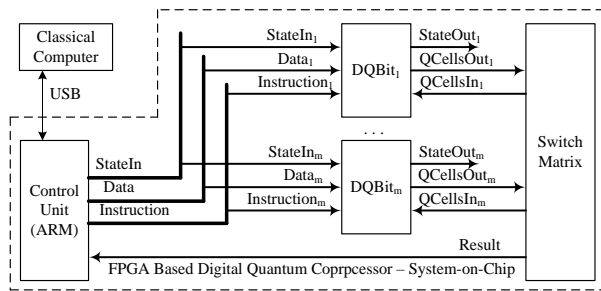 Classical
Computer
USB
StateIn₁
Data₁
Instruction₁
DQBit₁
StateOut₁
QCellsOut₁
QCellsIn₁
. . .
Switch
Matrix
Control
Unit
(ARM)
StateIn
Data
Instruction
StateInₘ
Dataₘ
Instructionₘ
DQBitₘ
StateOutₘ
QCellsOutₘ
QCellsInₘ
Result
FPGA Based Digital Quantum Coprpcessor – System-on-Chip